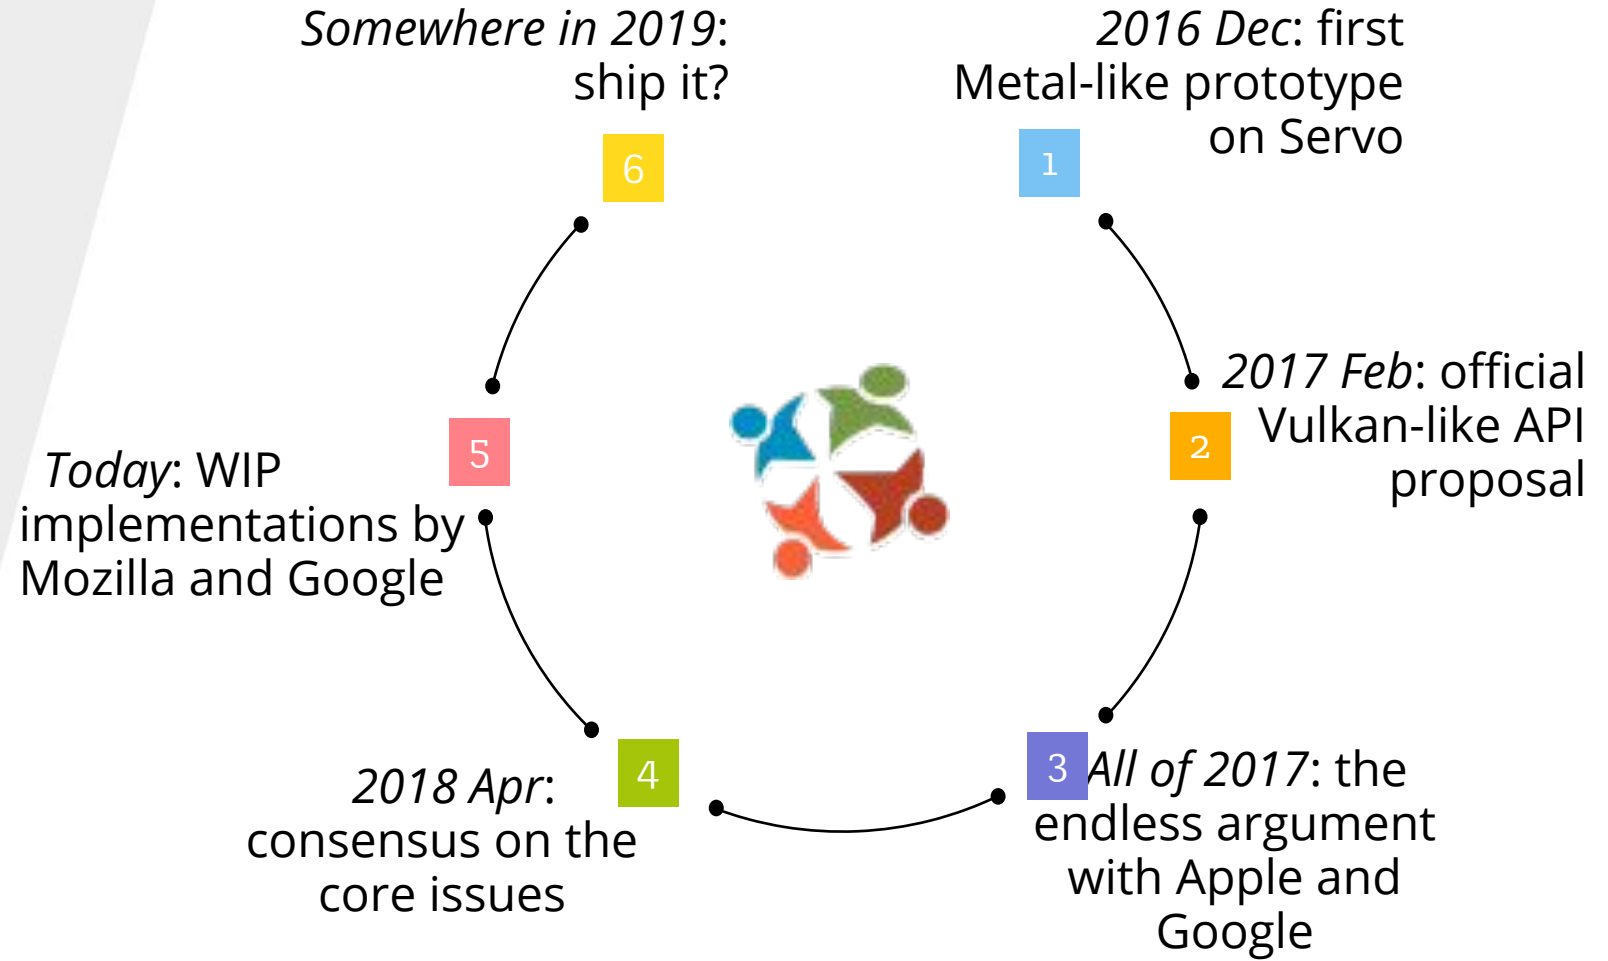 1
2016 Dec: first
Metal-like prototype
on Servo
2
2017 Feb: official
Vulkan-like API
proposal
3
All of 2017: the
endless argument
with Apple and
Google
4
2018 Apr:
consensus on the
core issues
5
Today: WIP
implementations by
Mozilla and Google
6
Somewhere in 2019:
ship it?